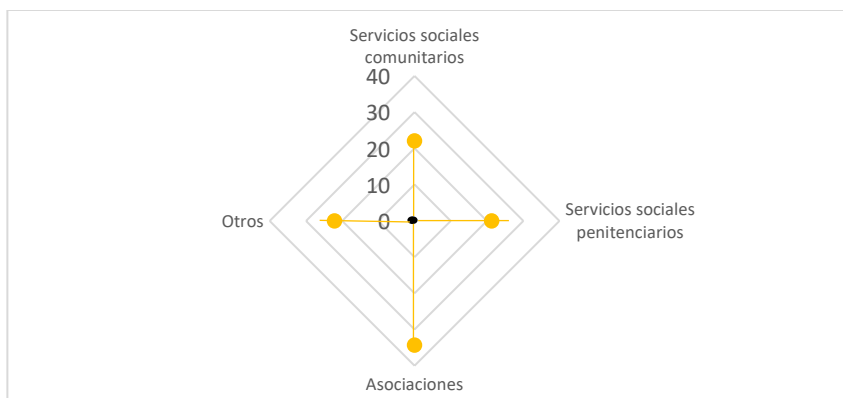 Servicios sociales
comunitarios
40
30
20
10
0
Otros
Servicios sociales
penitenciarios
Asociaciones